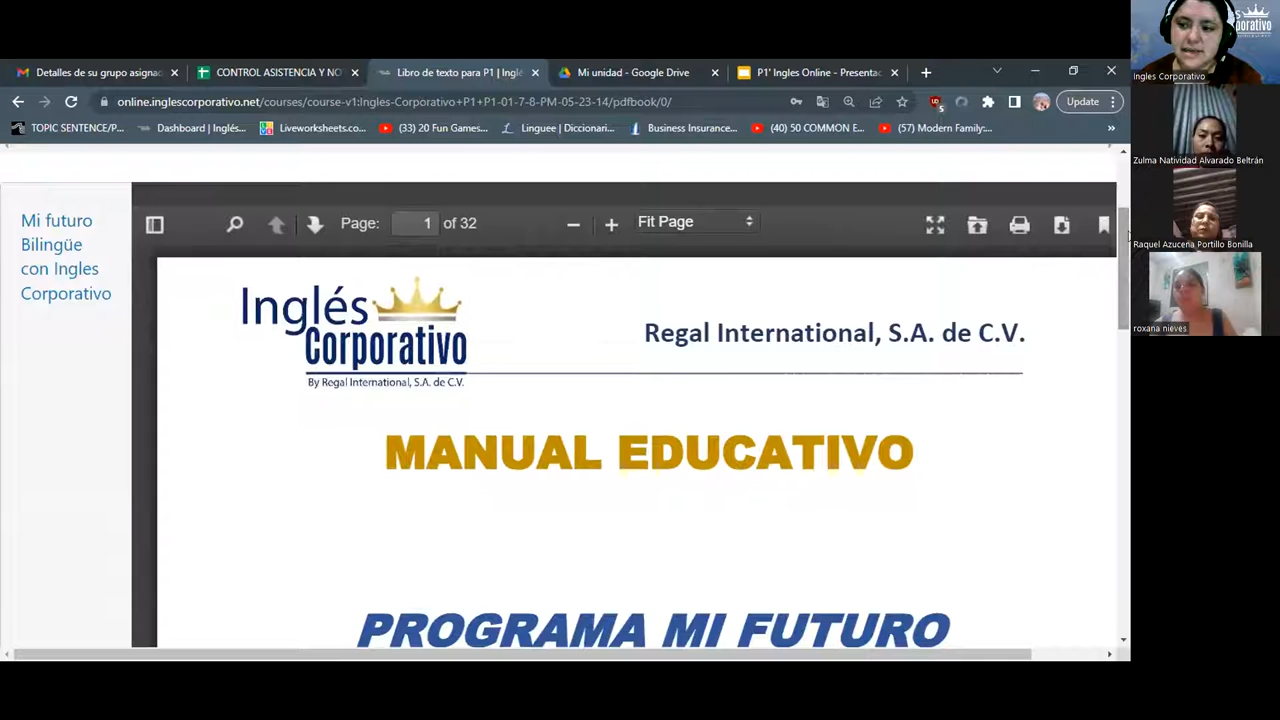 Detalles de su grupo asignad
CONTROL ASISTENCIA Y NO
Libro de texto para P1 | Inglé
Mi unidad - Google Drive
P1' Ingles Online - Presentac
online.inglescorporativo.net/courses/course-v1:Ingles-Corporativo+P1+P1-01-7-8-PM-05-23-14/pdfbook/0/
Update
TOPIC SENTENCE/P...
Dashboard | Inglés...
Liveworksheets.co...
(33) 20 Fun Games...
Linguee | Diccionari...
Business Insurance...
(40) 50 COMMON E...
(57) Modern Family:...
»
Mi futuro
Bilingüe
con Ingles
Corporativo
Page: 1 of 32
Fit Page
Inglés
Corporativo
By Regal International, S.A. de C.V.
Regal International, S.A. de C.V.
MANUAL EDUCATIVO
PROGRAMA MI FUTURO
Ingles Corporativo
Zulma Natividad Alvarado Beltrán
Raquel Azucena Portillo Bonilla
roxana nieves